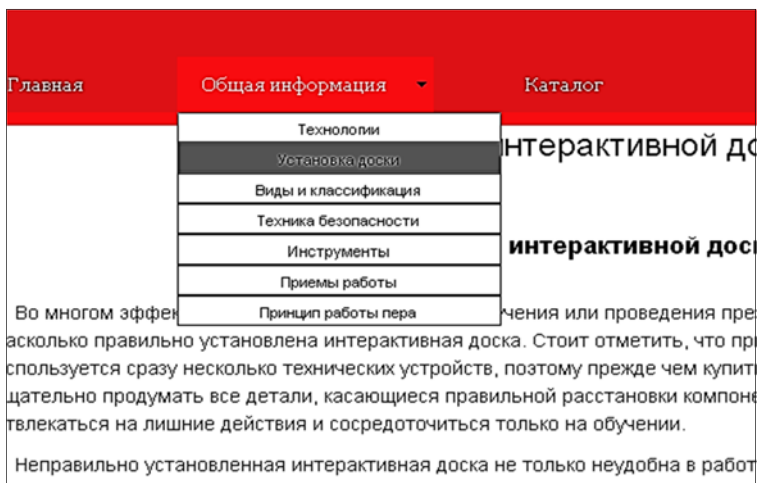 Главная Общая информация Каталог
Технологии
нтерактивной до
Установка доски
Виды и классификация
Техника безопасности
Инструменты интерактивной дос
Приемы работы
Во многом эффек Принцип работы пера чения или проведения пре
асколько правильно установлена интерактивная доска. Стоит отметить, что пр
спользуется сразу несколько технических устройств, поэтому прежде чем купит
щательно продумать все детали, касающиеся правильной расстановки компоне
твлекаться на лишние действия и сосредоточиться только на обучении.
Неправильно установленная интерактивная доска не только неудобна в работ